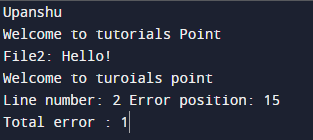 Upanshu
Welcome to tutorials Point
File2: Hello!
Welcome to turoials point
Line number: 2 Error position: 15
Total error : 1